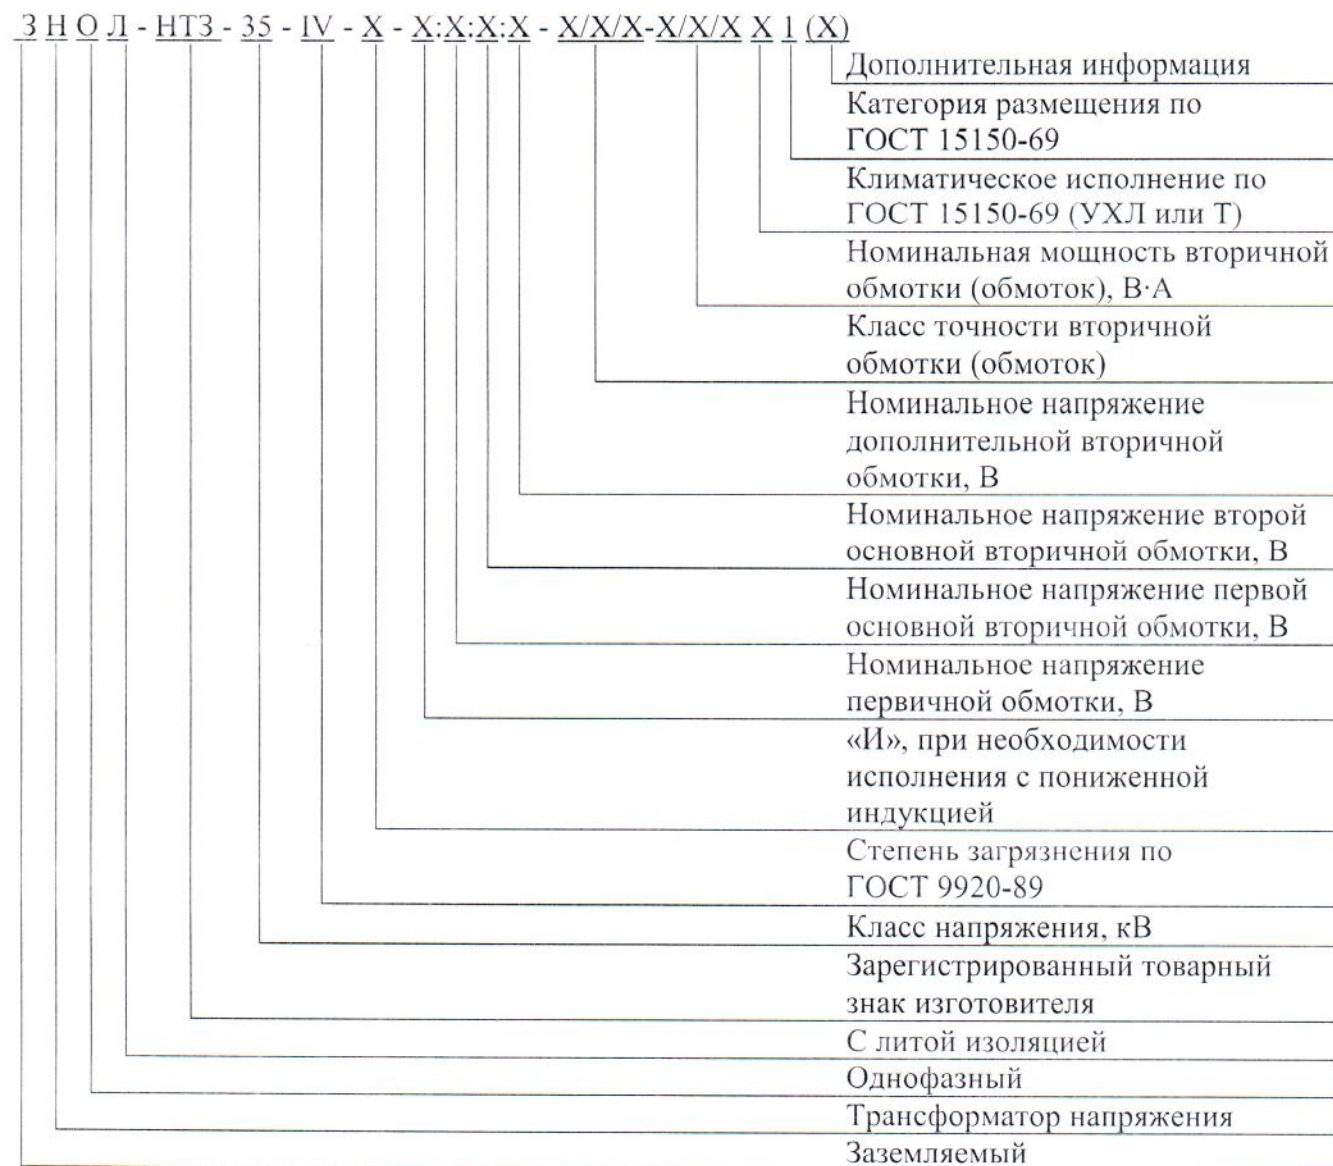 З Н О Л - НТЗ - 35 - IV - Х - Х:Х:Х:Х - Х/Х/Х-Х/Х/Х Х 1 (Х)
Дополнительная информация
Категория размещения по
ГОСТ 15150-69
Климатическое исполнение по
ГОСТ 15150-69 (УХЛ или Т)
Номинальная мощность вторичной
обмотки (обмоток), В·А
Класс точности вторичной
обмотки (обмоток)
Номинальное напряжение
дополнительной вторичной
обмотки, В
Номинальное напряжение второй
основной вторичной обмотки, В
Номинальное напряжение первой
основной вторичной обмотки, В
Номинальное напряжение
первичной обмотки, В
«И», при необходимости
исполнения с пониженной
индукцией
Степень загрязнения по
ГОСТ 9920-89
Класс напряжения, кВ
Зарегистрированный товарный
знак изготовителя
С литой изоляцией
Однофазный
Трансформатор напряжения
Заземляемый